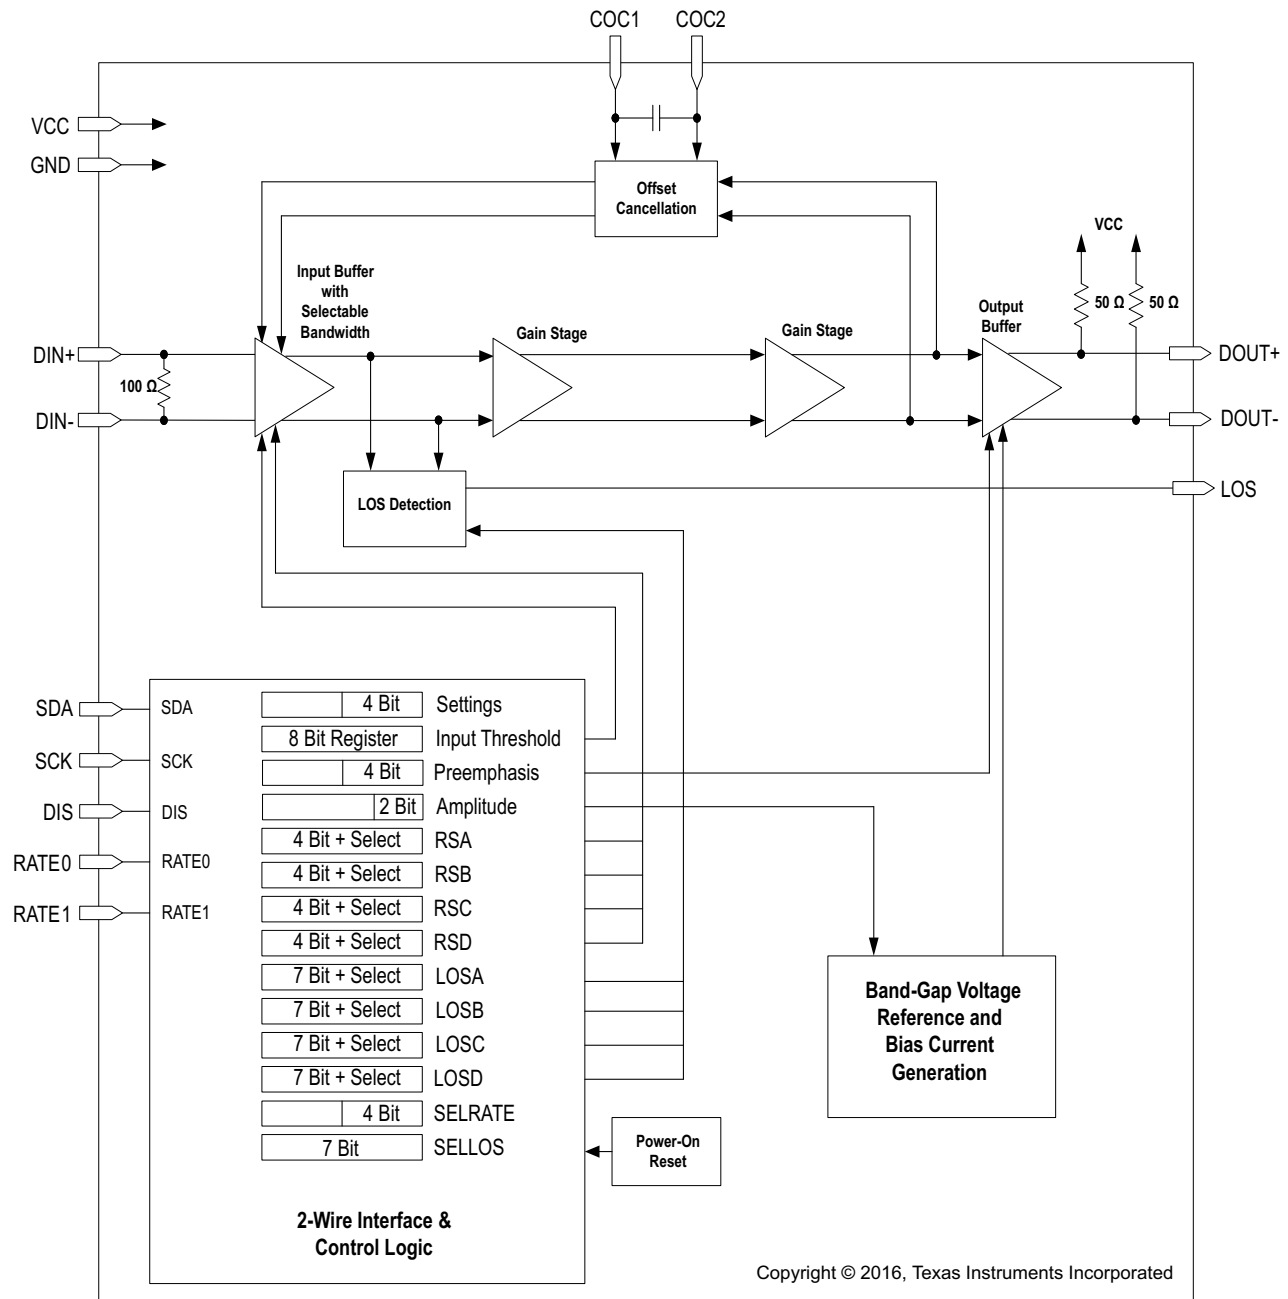 COC1 COC2
VCC
GND
Offset
Cancellation
VCC
Input Buffer
with
Selectable
Bandwidth
Gain Stage
Gain Stage
Output
Buffer
50 Ω
50 Ω
DIN+
100 Ω
DIN-
DOUT+
DOUT-
LOS Detection
LOS
SDA SDA
SCK SCK
DIS DIS
RATE0 RATE0
RATE1 RATE1
4 Bit Settings
8 Bit Register Input Threshold
4 Bit Preemphasis
2 Bit Amplitude
4 Bit + Select RSA
4 Bit + Select RSB
4 Bit + Select RSC
4 Bit + Select RSD
7 Bit + Select LOSA
7 Bit + Select LOSB
7 Bit + Select LOSC
7 Bit + Select LOSD
4 Bit SELRATE
7 Bit SELLOS
2-Wire Interface &
Control Logic
Power-On
Reset
Band-Gap Voltage
Reference and
Bias Current
Generation
Copyright © 2016, Texas Instruments Incorporated